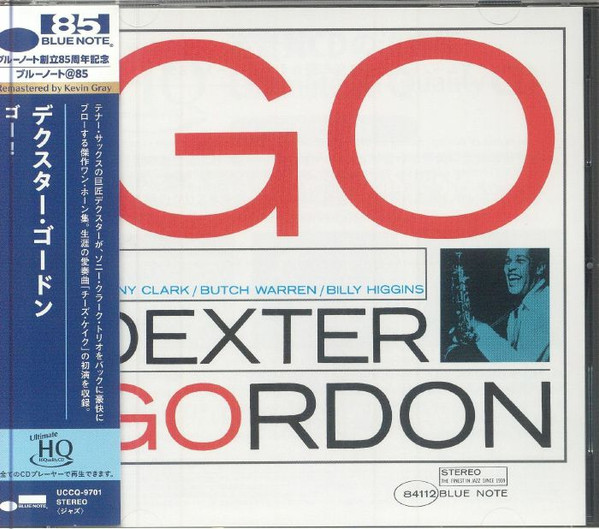 85
BLUE NOTE®
ブルーノート創立85周年記念
ブルーノート@85
Remastered by Kevin Gray
デクスター・ゴードン
ゴー!
テナー・サックスの巨匠デクスターが、ソニー・クラーク・トリオをバックに豪快に
ブローする傑作ワン・ホーン集。生涯の愛奏曲「チーズ・ケイク」の初演を収録。
Ultimate
HQ
HiQualityCD
全てのCDプレーヤーで再生できます。
UCCQ-9701
STEREO
〈ジャズ〉
GO
NY CLARK/BUTCH WARREN/BILLY HIGGINS
DEXTER
GORDON
STEREO
THE FINEST IN JAZZ SINCE 1939
84112 BLUE NOTE